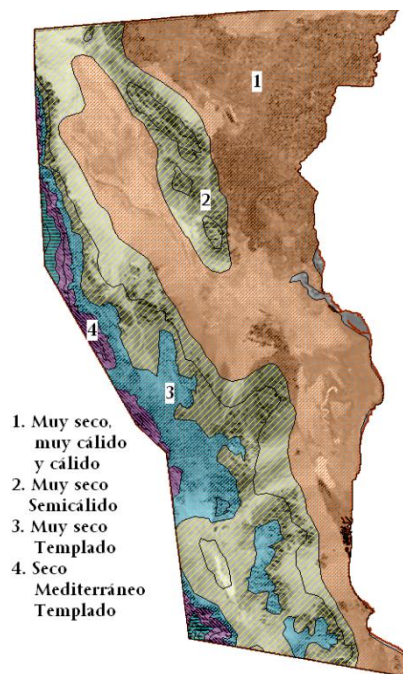 1
2
4
3
1. Muy seco,
muy cálido
y cálido
2. Muy seco
Semicálido
3. Muy seco
Templado
4. Seco
Mediterráneo
Templado